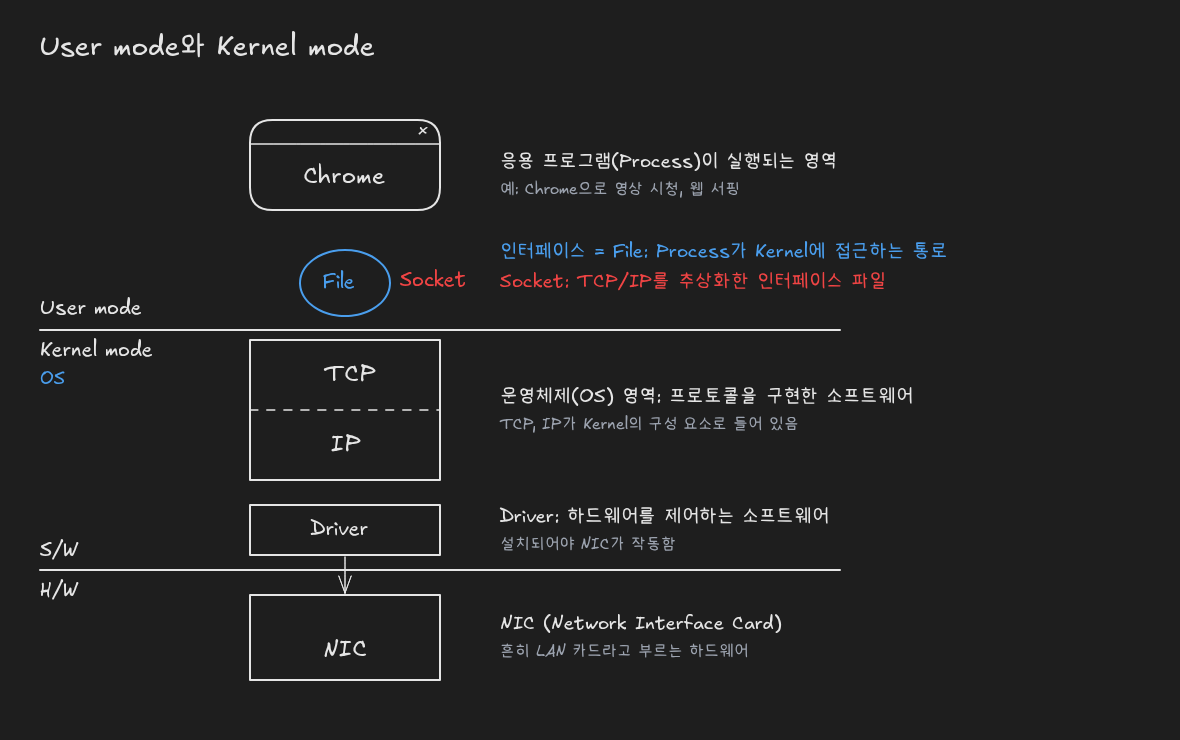 User mode와 Kernel mode
×
Chrome
응용 프로그램(Process)이 실행되는 영역
예: Chrome으로 영상 시청, 웹 서핑
File
Socket
인터페이스 = File: Process가 Kernel에 접근하는 통로
Socket: TCP/IP를 추상화한 인터페이스 파일
User mode
Kernel mode
OS
TCP
IP
운영체제(OS) 영역: 프로토콜을 구현한 소프트웨어
TCP, IP가 Kernel의 구성 요소로 들어 있음
Driver
Driver: 하드웨어를 제어하는 소프트웨어
설치되어야 NIC가 작동함
S/W
H/W
NIC
NIC (Network Interface Card)
흔히 LAN 카드라고 부르는 하드웨어